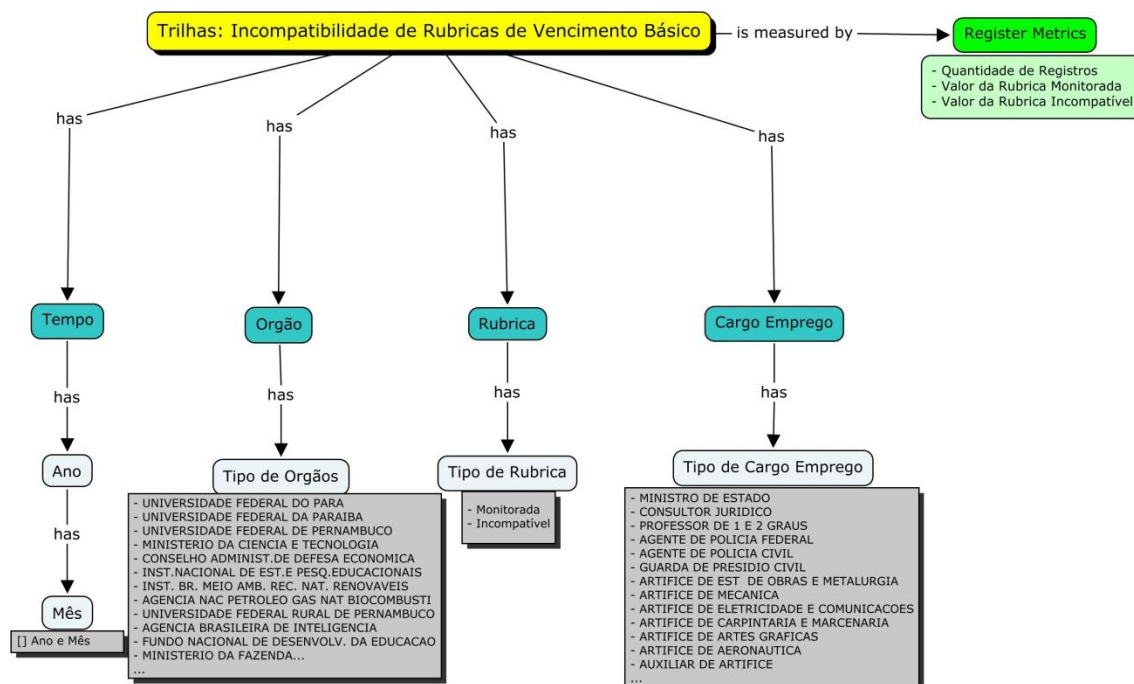 Trilhas: Incompatibilidade de Rubricas de Vencimento Básico
is measured by
Register Metrics
- Quantidade de Registros
- Valor da Rubrica Monitorada
- Valor da Rubrica Incompatível
has
has
has
has
Tempo
Orgão
Rubrica
Cargo Emprego
has
has
has
has
Ano
Tipo de Orgãos
Tipo de Rubrica
Tipo de Cargo Emprego
has
Mês
[] Ano e Mês
- UNIVERSIDADE FEDERAL DO PARA
- UNIVERSIDADE FEDERAL DA PARAIBA
- UNIVERSIDADE FEDERAL DE PERNAMBUCO
- MINISTERIO DA CIENCIA E TECNOLOGIA
- CONSELHO ADMINIST.DE DEFESA ECONOMICA
- INST.NACIONAL DE EST.E PESQ.EDUCACIONAIS
- INST. BR. MEIO AMB. REC. NAT. RENOVAVEIS
- AGENCIA NAC PETROLEO GAS NAT BIOCOMBUSTI
- UNIVERSIDADE FEDERAL RURAL DE PERNAMBUCO
- AGENCIA BRASILEIRA DE INTELIGENCIA
- FUNDO NACIONAL DE DESENVOLV. DA EDUCACAO
- MINISTERIO DA FAZENDA...
...
- Monitorada
- Incompatível
- MINISTRO DE ESTADO
- CONSULTOR JURIDICO
- PROFESSOR DE 1 E 2 GRAUS
- AGENTE DE POLICIA FEDERAL
- AGENTE DE POLICIA CIVIL
- GUARDA DE PRESIDIO CIVIL
- ARTIFICE DE EST DE OBRAS E METALURGIA
- ARTIFICE DE MECANICA
- ARTIFICE DE ELETRICIDADE E COMUNICACOES
- ARTIFICE DE CARPINTARIA E MARCENARIA
- ARTIFICE DE ARTES GRAFICAS
- ARTIFICE DE AERONAUTICA
- AUXILIAR DE ARTIFICE
...